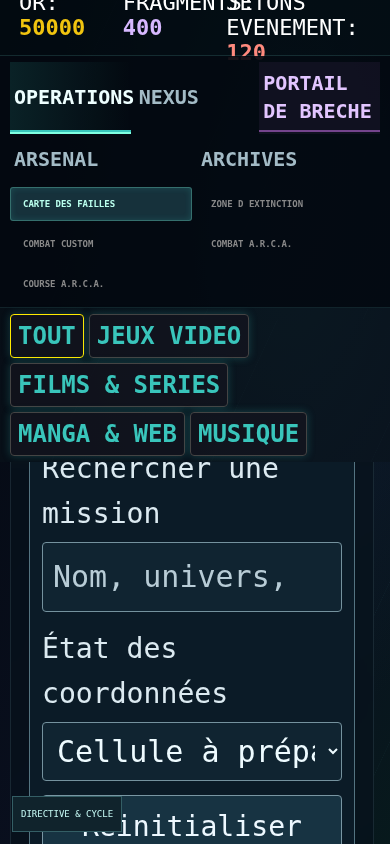 OR: FRAGMENTS: JETONS
50000 400 EVENEMENT:
120
OPERATIONS NEXUS PORTAIL
DE BRECHE
ARSENAL ARCHIVES
CARTE DES FAILLES ZONE D EXTINCTION
COMBAT CUSTOM COMBAT A.R.C.A.
COURSE A.R.C.A.
TOUT JEUX VIDEO
FILMS & SERIES
MANGA & WEB MUSIQUE
Rechercher une
mission
Nom, univers,
État des
coordonnées
Cellule à prépa
Réinitialiser
DIRECTIVE & CYCLE